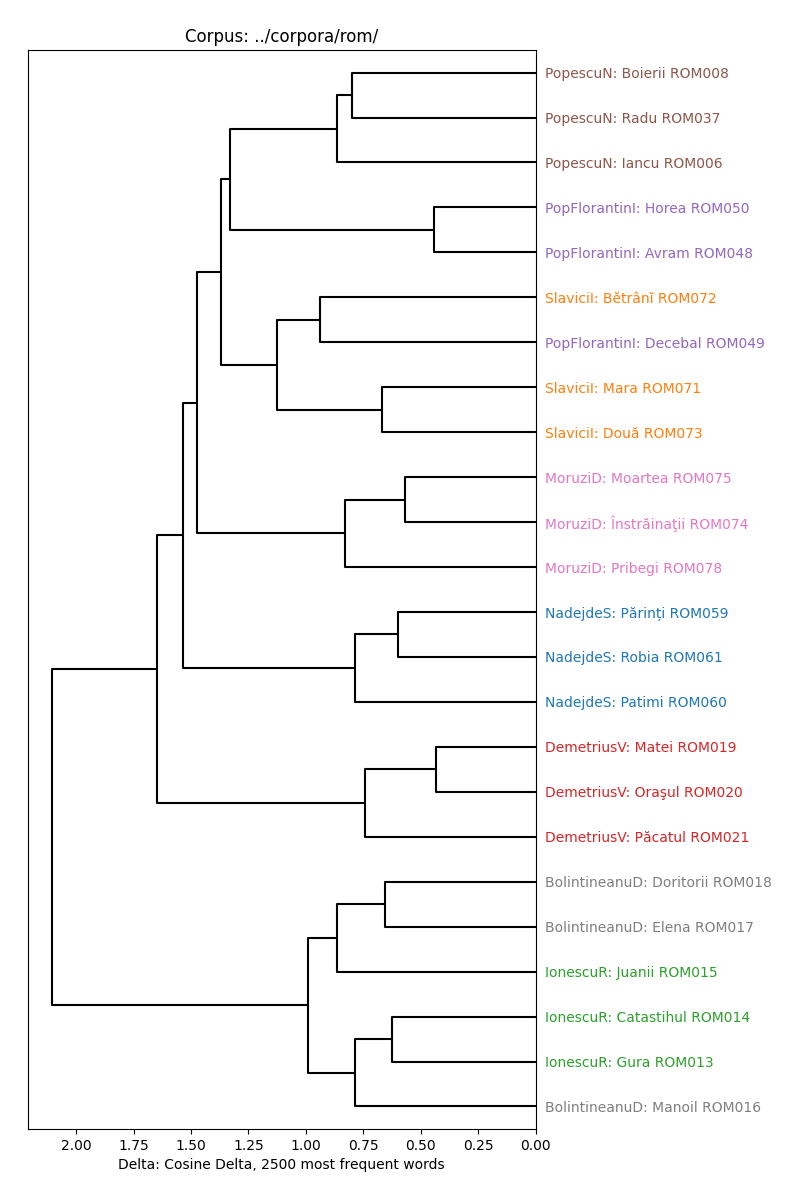 Corpus: ../corpora/rom/
PopescuN: Boierii ROM008
PopescuN: Radu ROM037
PopescuN: Iancu ROM006
PopFlorantinI: Horea ROM050
PopFlorantinI: Avram ROM048
SlaviciI: Bĕtrânĭ ROM072
PopFlorantinI: Decebal ROM049
SlaviciI: Mara ROM071
SlaviciI: Două ROM073
MoruziD: Moartea ROM075
MoruziD: Înstrăinaţii ROM074
MoruziD: Pribegi ROM078
NadejdeS: Părinți ROM059
NadejdeS: Robia ROM061
NadejdeS: Patimi ROM060
DemetriusV: Matei ROM019
DemetriusV: Oraşul ROM020
DemetriusV: Păcatul ROM021
BolintineanuD: Doritorii ROM018
BolintineanuD: Elena ROM017
IonescuR: Juanii ROM015
IonescuR: Catastihul ROM014
IonescuR: Gura ROM013
BolintineanuD: Manoil ROM016
2.00 1.75 1.50 1.25 1.00 0.75 0.50 0.25 0.00
Delta: Cosine Delta, 2500 most frequent words